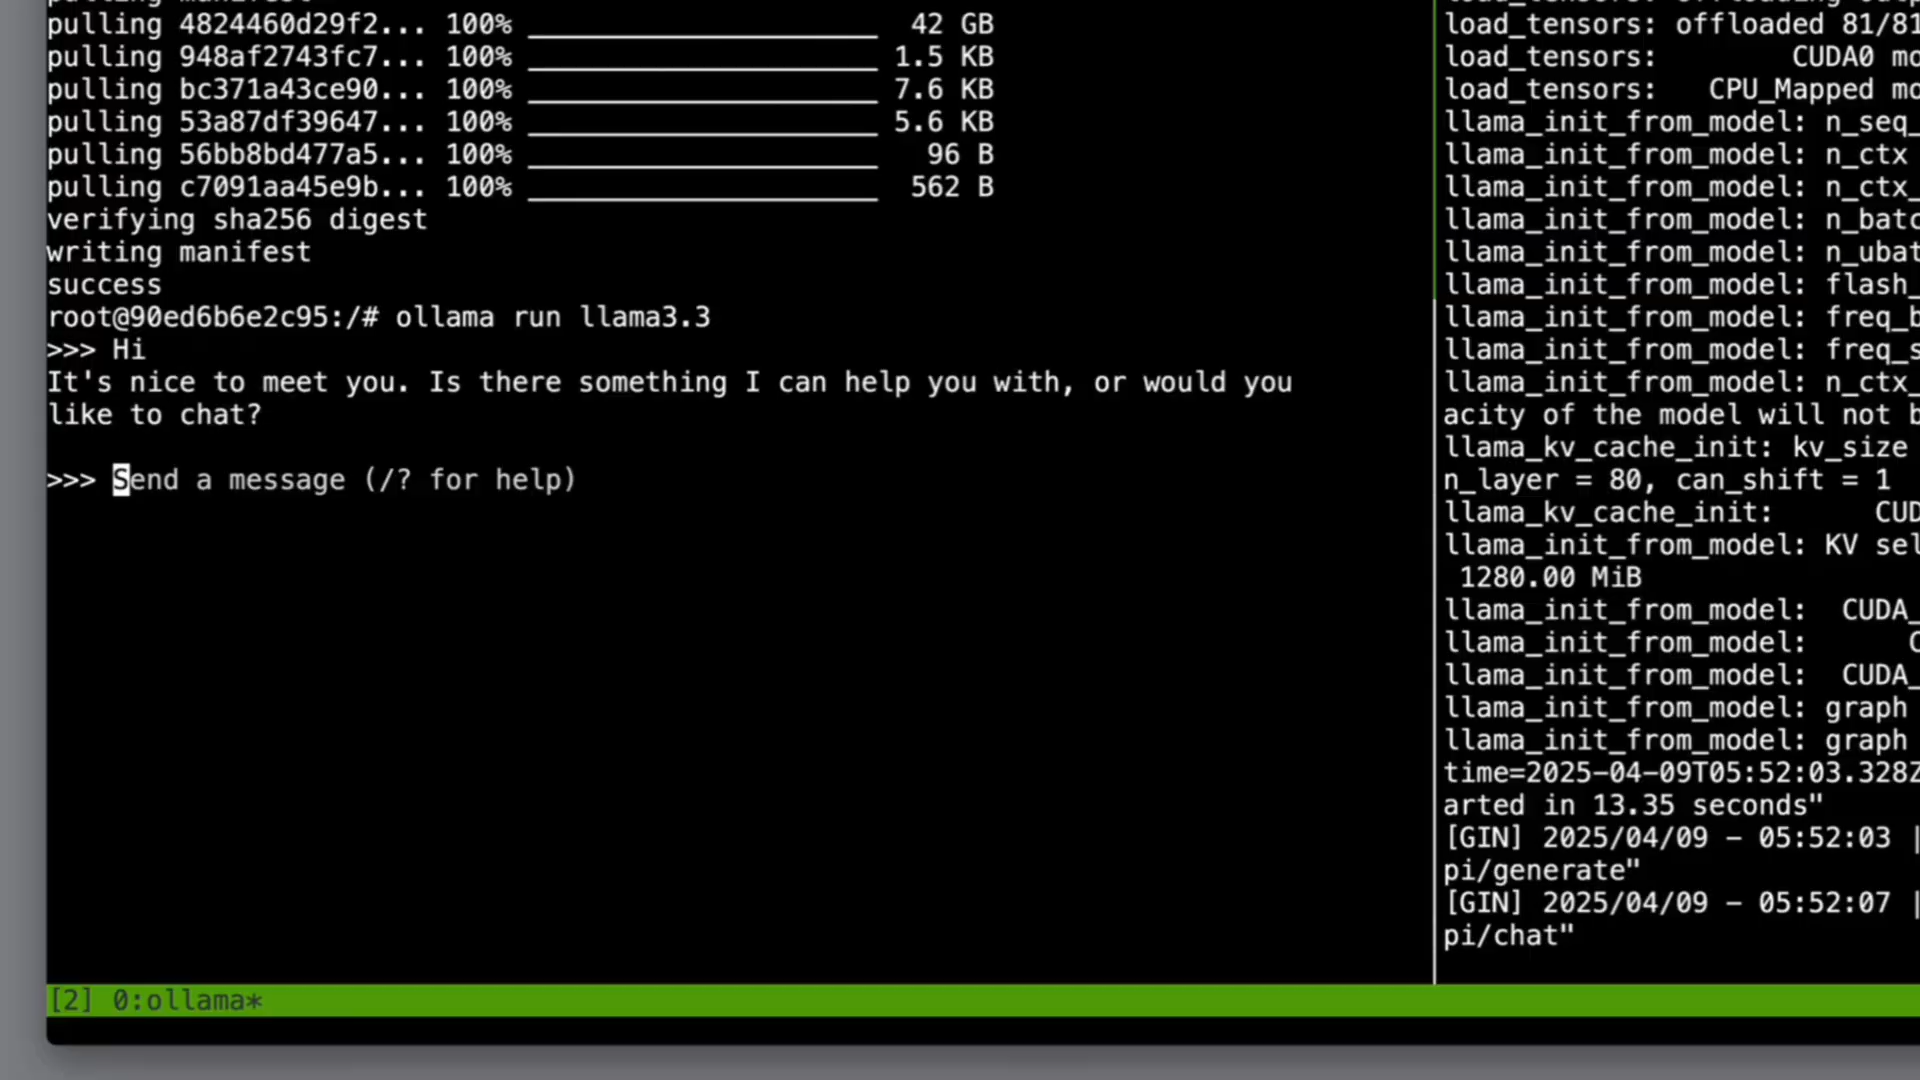 pulling 4824460d29f2... 100% 42 GB
pulling 948af2743fc7... 100% 1.5 KB
pulling bc371a43ce90... 100% 7.6 KB
pulling 53a87df39647... 100% 5.6 KB
pulling 56bb8bd477a5... 100% 96 B
pulling c7091aa45e9b... 100% 562 B
verifying sha256 digest
writing manifest
success
root@90ed6b6e2c95:/# ollama run llama3.3
>>> Hi
It's nice to meet you. Is there something I can help you with, or would you
like to chat?
>>> Send a message (/? for help)
load_tensors: offloaded 81/81
load_tensors: CUDA0 mo
load_tensors: CPU_Mapped mo
llama_init_from_model: n_seq_
llama_init_from_model: n_ctx
llama_init_from_model: n_ctx_
llama_init_from_model: n_batc
llama_init_from_model: n_ubat
llama_init_from_model: flash_
llama_init_from_model: freq_b
llama_init_from_model: freq_s
llama_init_from_model: n_ctx_
acity of the model will not b
llama_kv_cache_init: kv_size
n_layer = 80, can_shift = 1
llama_kv_cache_init: CUD
llama_init_from_model: KV sel
1280.00 MiB
llama_init_from_model: CUDA_
llama_init_from_model: C
llama_init_from_model: CUDA_
llama_init_from_model: graph
llama_init_from_model: graph
time=2025-04-09T05:52:03.328Z
arted in 13.35 seconds"
[GIN] 2025/04/09 - 05:52:03 |
pi/generate"
[GIN] 2025/04/09 - 05:52:07 |
pi/chat"
[2] 0:ollama*